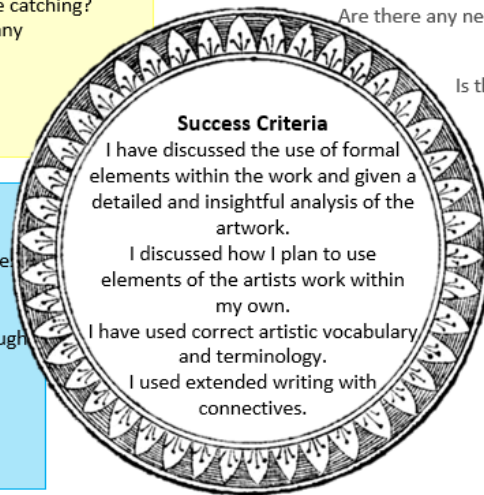 e catching?
any
Are there any ne
Is t
Success Criteria
I have discussed the use of formal
elements within the work and given a
detailed and insightful analysis of the
artwork.
I discussed how I plan to use
elements of the artists work within
my own.
I have used correct artistic vocabulary
and terminology.
I used extended writing with
connectives.
ugh